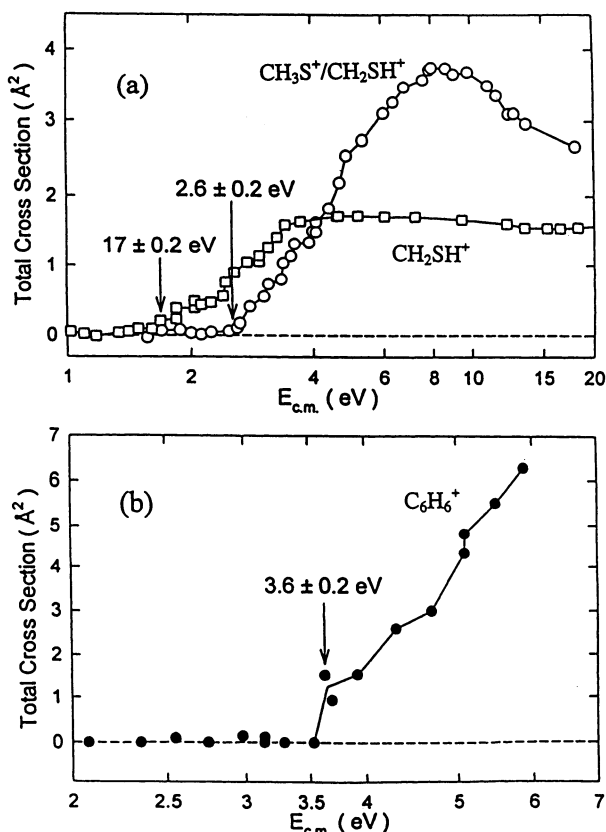 (a)
CH₃S⁺/CH₂SH⁺
2.6 ± 0.2 eV
17 ± 0.2 eV
CH₂SH⁺
Total Cross Section (Å²)
4
3
2
1
0
1 2 4 6 8 10 15 20
E_c.m. (eV)
(b)
C₆H₆⁺
3.6 ± 0.2 eV
Total Cross Section (Å²)
7
6
5
4
3
2
1
0
2 2.5 3 3.5 4 5 6 7
E_c.m. (eV)